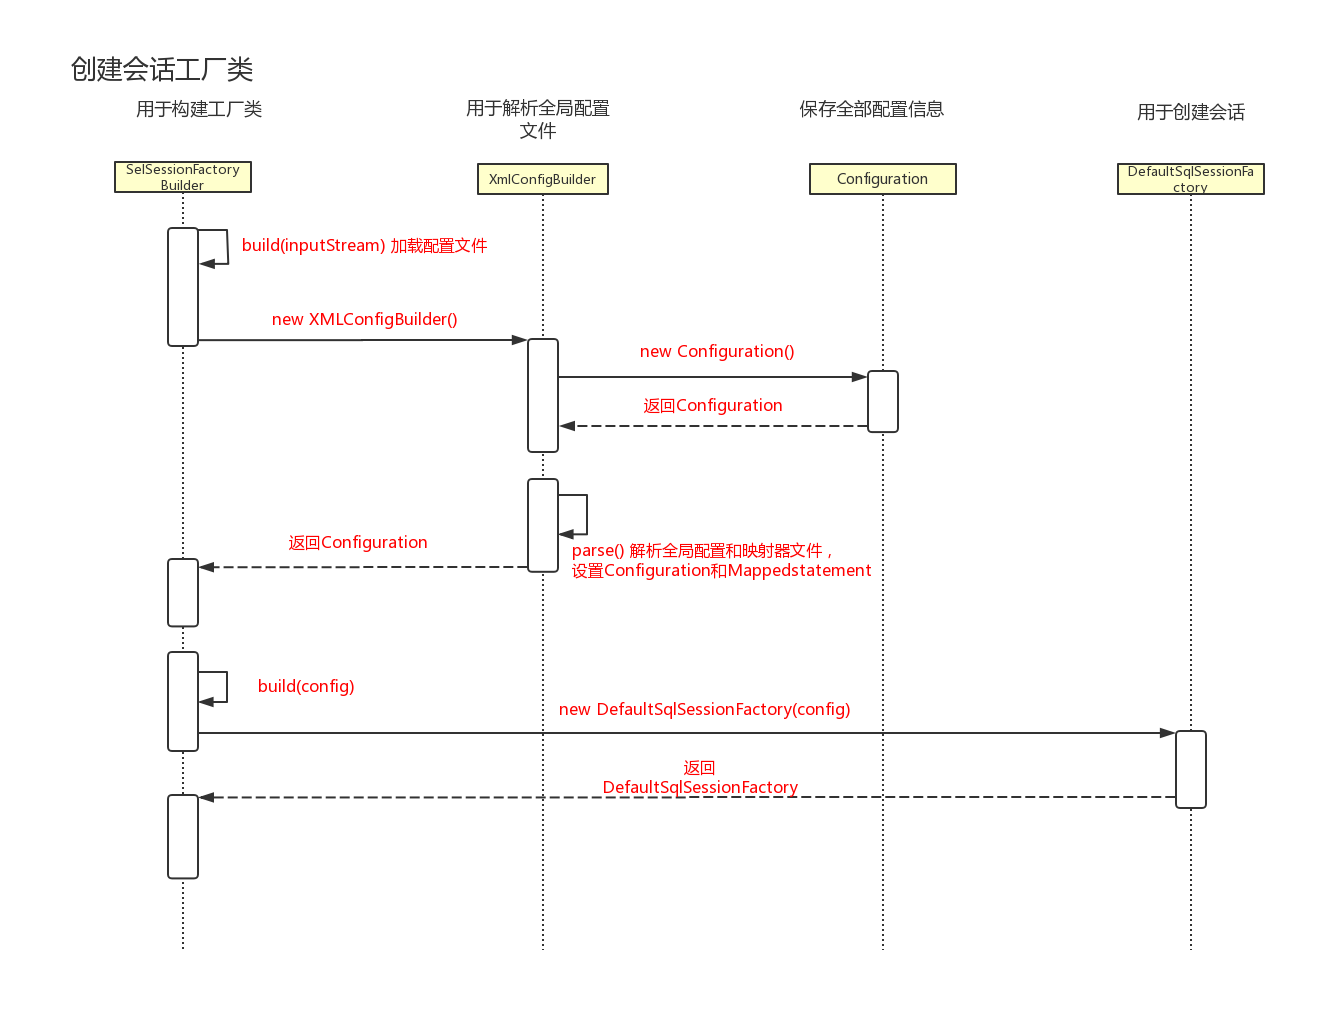 创建会话工厂类
用于构建工厂类
用于解析全局配置
文件
保存全部配置信息
用于创建会话
SelSessionFactory
Builder
XmlConfigBuilder
Configuration
DefaultSqlSessionFa
ctory
build(inputStream) 加载配置文件
new XMLConfigBuilder()
new Configuration()
返回Configuration
返回Configuration
parse() 解析全局配置和映射器文件，
设置Configuration和Mappedstatement
build(config)
new DefaultSqlSessionFactory(config)
返回
DefaultSqlSessionFactory